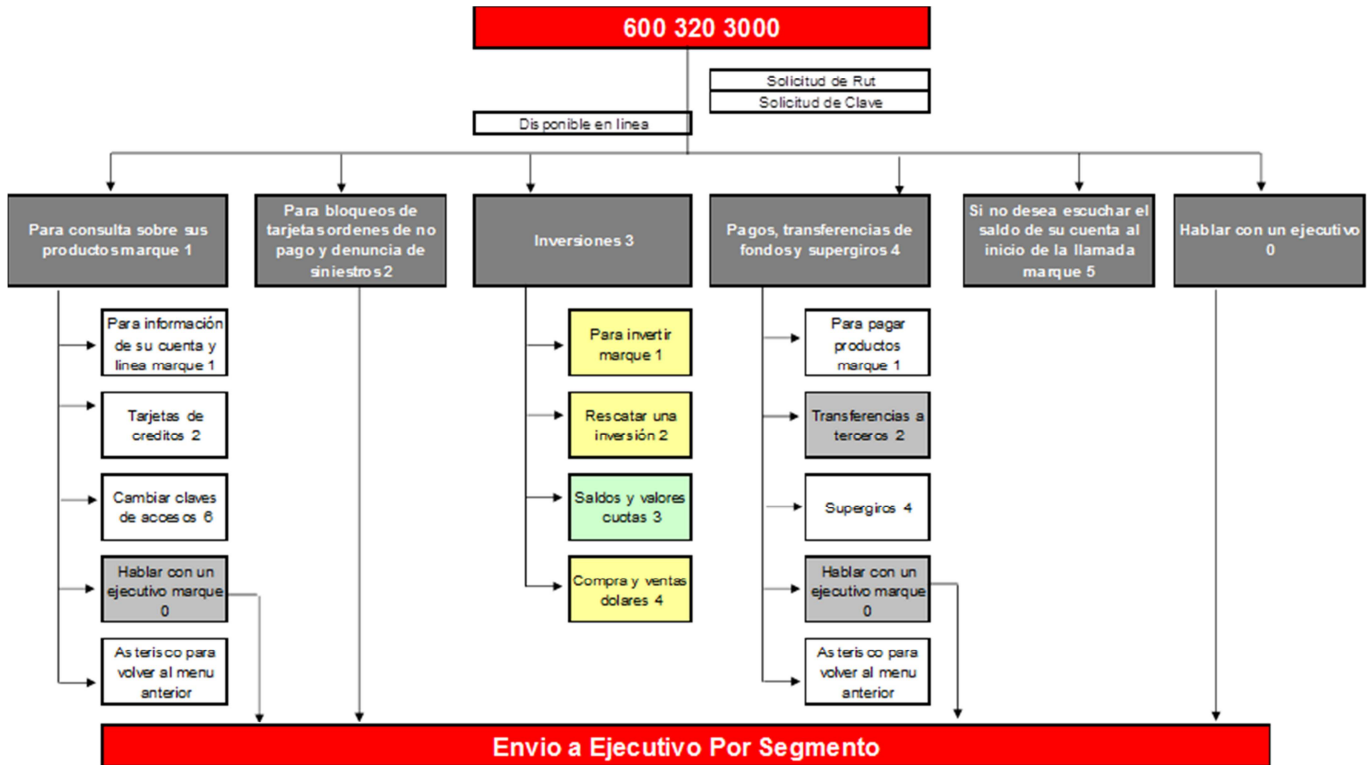 600 320 3000
Solicitud de Rut
Solicitud de Clave
Disponible en linea
Para consulta sobre sus
productos marque 1
Para bloqueos de
tarjetas ordenes de no
pago y denuncia de
siniestros 2
Inversiones 3
Pagos, transferencias de
fondos y supergiros 4
Si no desea escuchar el
saldo de su cuenta al
inicio de la llamada
marque 5
Hablar con un ejecutivo
0
Para información
de su cuenta y
linea marque 1
Tarjetas de
creditos 2
Cambiar claves
de accesos 6
Hablar con un
ejecutivo marque
0
Asterisco para
volver al menu
anterior
Para invertir
marque 1
Rescatar una
inversión 2
Saldos y valores
cuotas 3
Compra y ventas
dolares 4
Para pagar
productos
marque 1
Transferencias a
terceros 2
Supergiros 4
Hablar con un
ejecutivo marque
0
Asterisco para
volver al menu
anterior
Envio a Ejecutivo Por Segmento